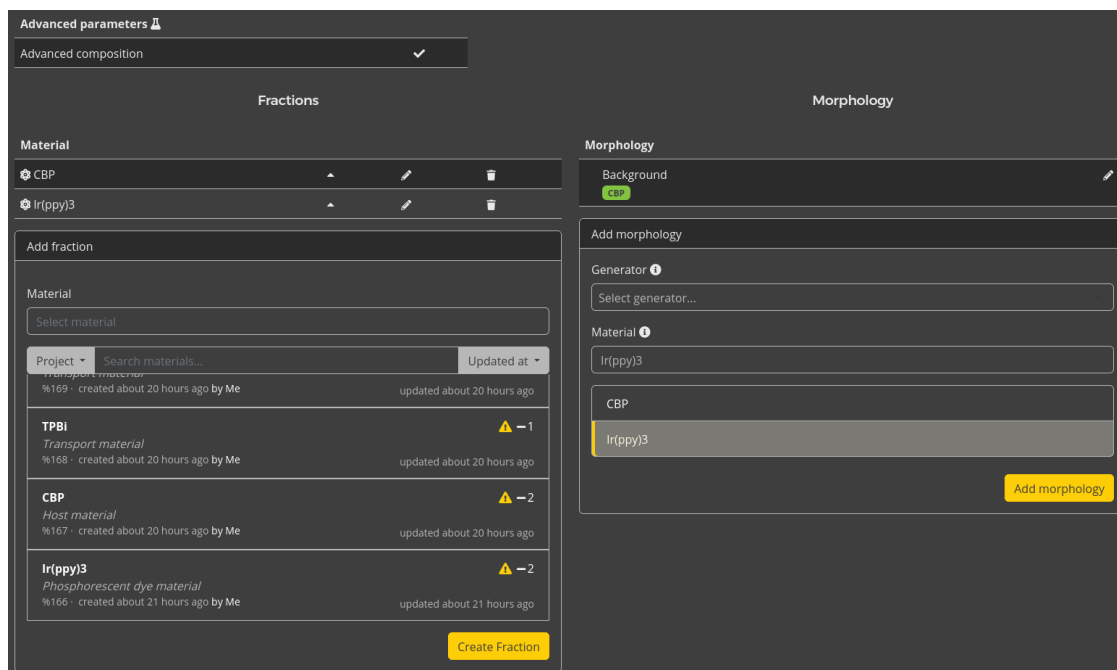 Advanced parameters
Advanced composition
Fractions
Material
CBP
Ir(ppy)3
Add fraction
Material
Select material
Project
Search materials...
Updated at
Transport material
%169 · created about 20 hours ago by Me
updated about 20 hours ago
TPBi
1
Transport material
%168 · created about 20 hours ago by Me
updated about 20 hours ago
CBP
2
Host material
%167 · created about 20 hours ago by Me
updated about 20 hours ago
Ir(ppy)3
2
Phosphorescent dye material
%166 · created about 21 hours ago by Me
updated about 21 hours ago
Create Fraction
Morphology
Morphology
Background
CBP
Add morphology
Generator
Select generator...
Material
Ir(ppy)3
CBP
Ir(ppy)3
Add morphology